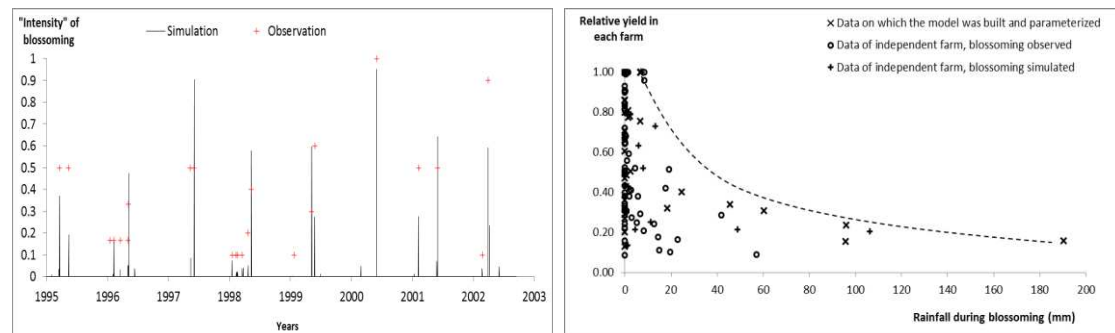 "Intensity" of
blossoming
Simulation
Observation
1
0.9
0.8
0.7
0.6
0.5
0.4
0.3
0.2
0.1
0
1995 1996 1997 1998 1999 2000 2001 2002 2003
Years
Relative yield in
each farm
Data on which the model was built and parameterized
Data of independent farm, blossoming observed
Data of independent farm, blossoming simulated
1.00
0.80
0.60
0.40
0.20
0.00
0 20 40 60 80 100 120 140 160 180 200
Rainfall during blossoming (mm)